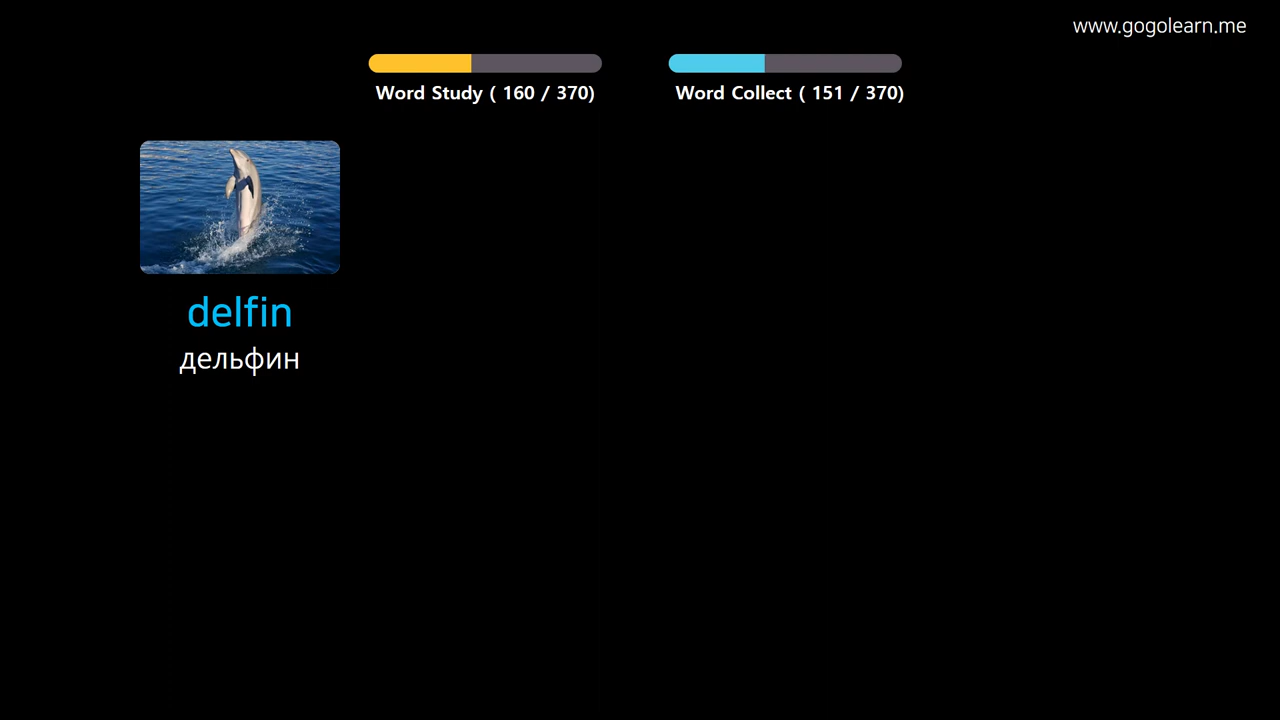 www.gogolearn.me
Word Study ( 160 / 370)
Word Collect ( 151 / 370)
delfin
дельфин